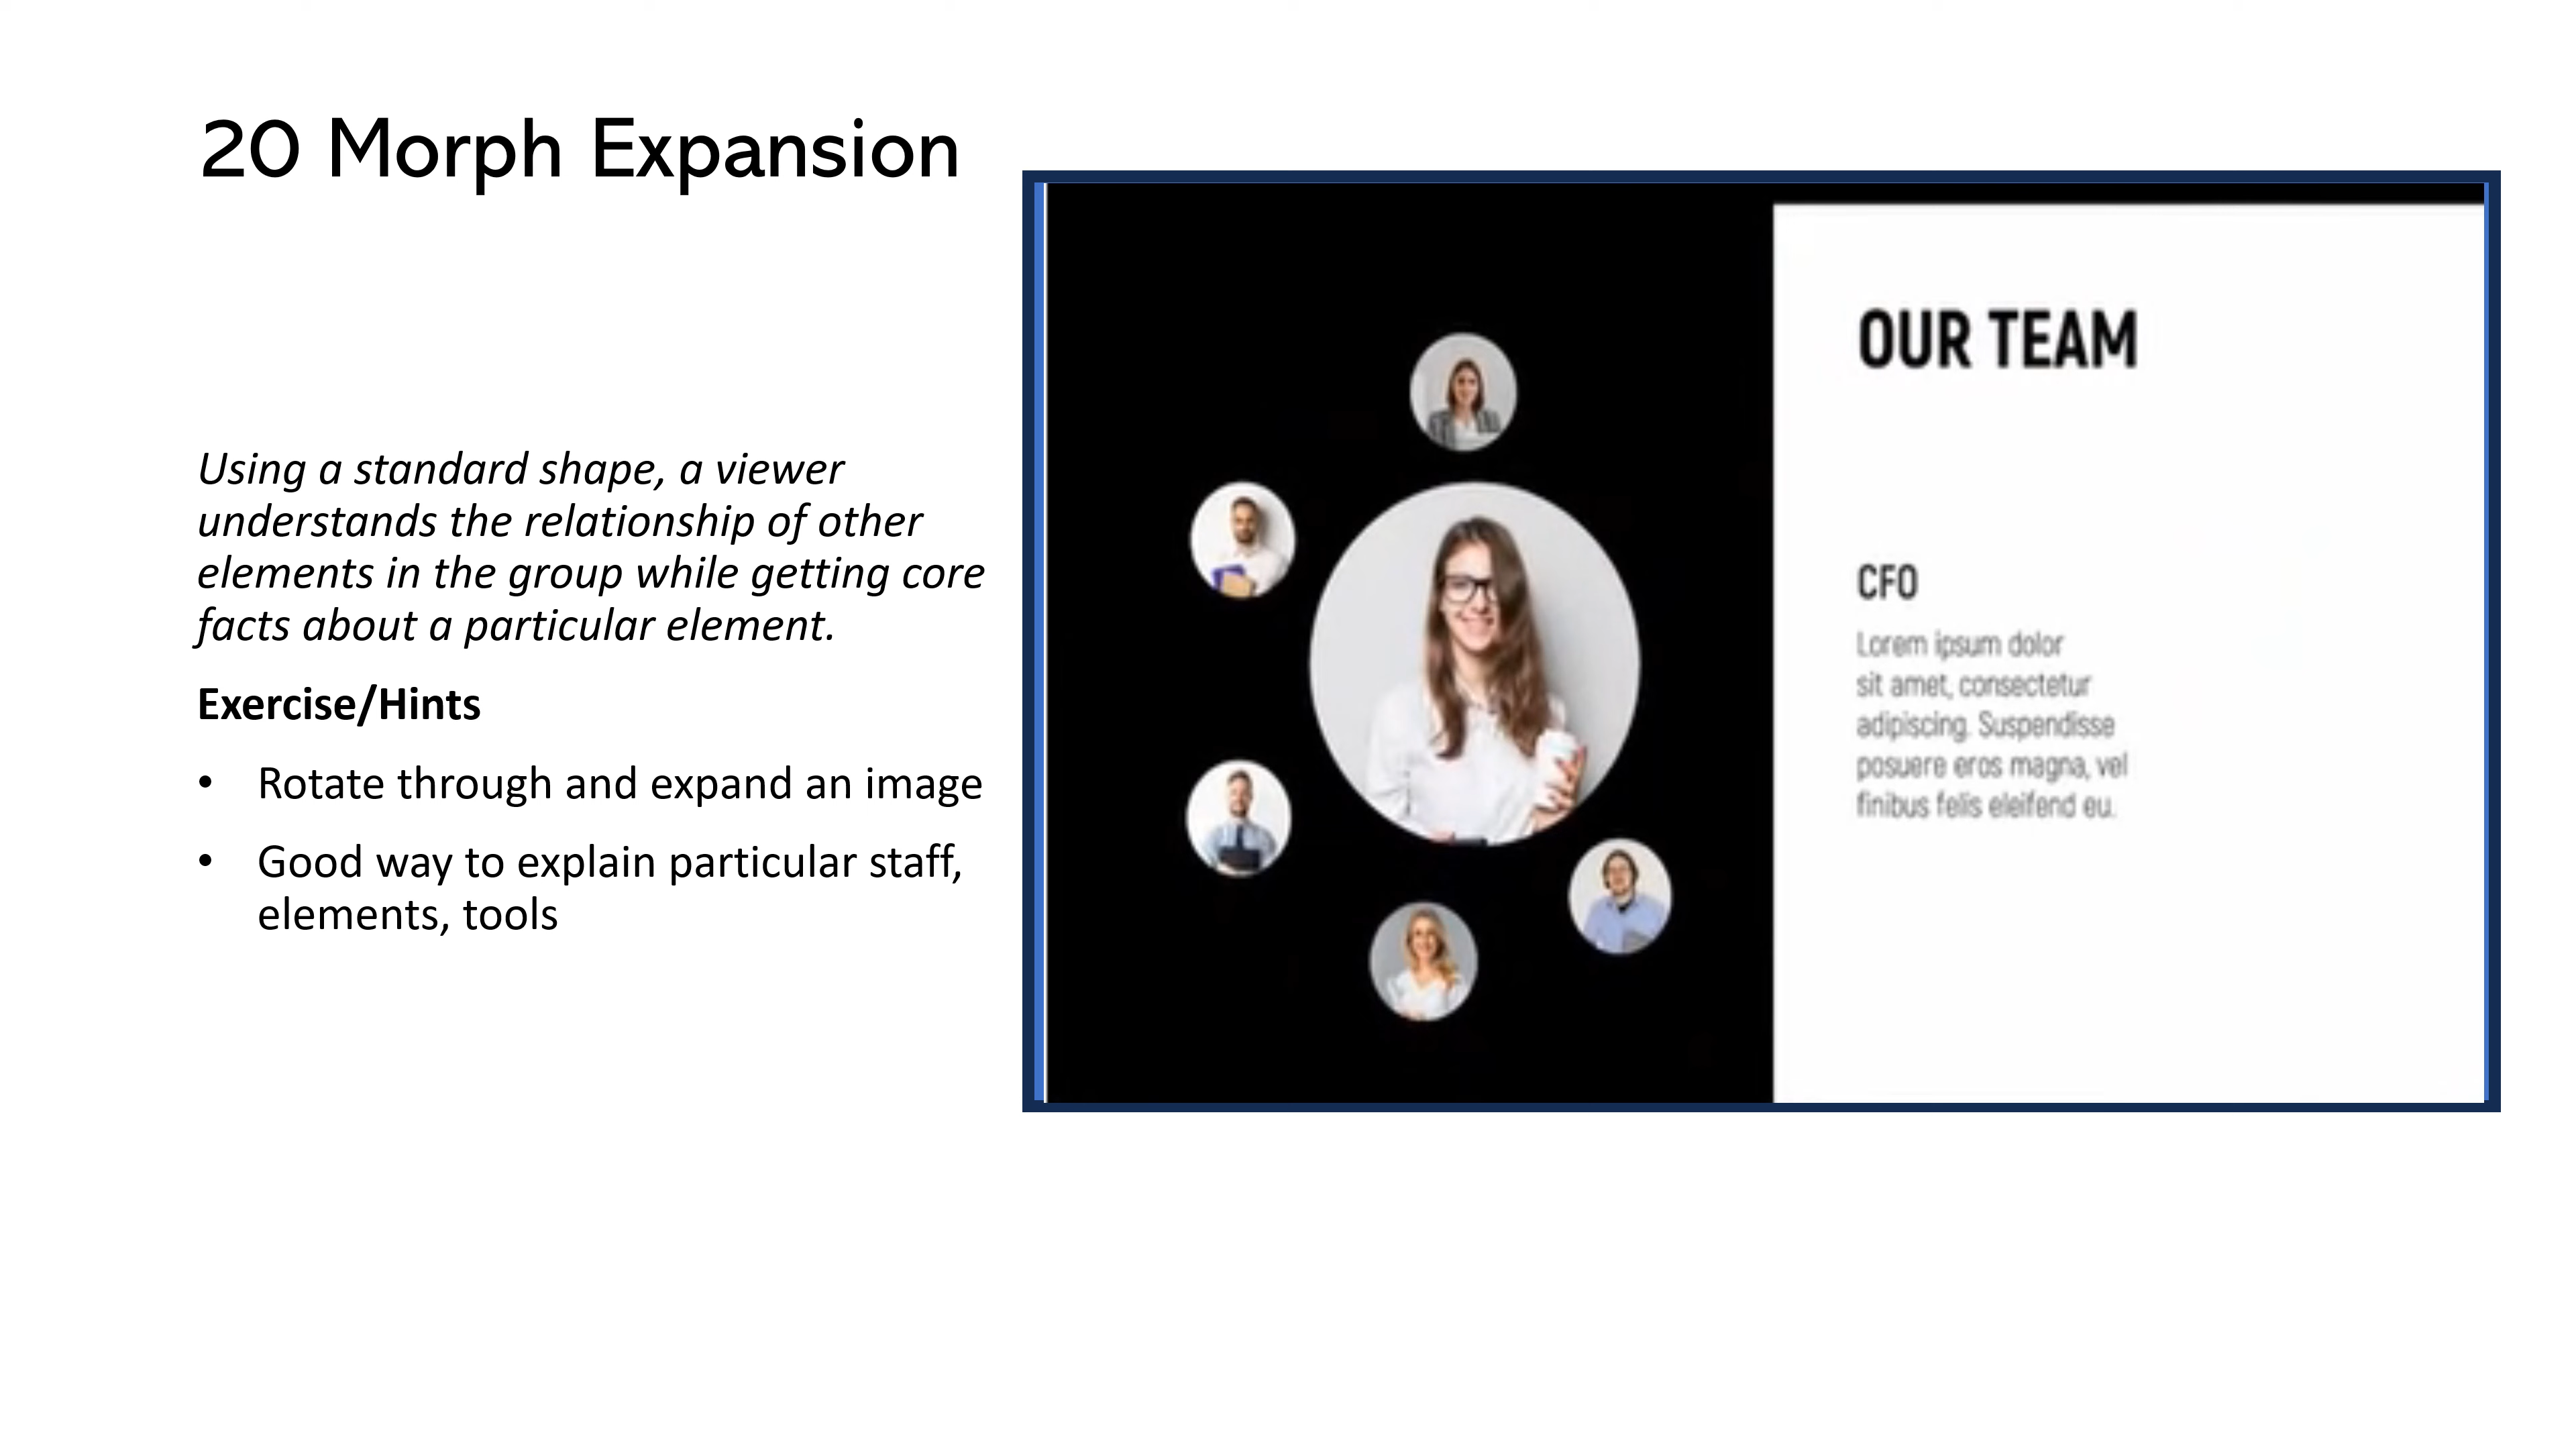 20 Morph Expansion
Using a standard shape, a viewer
understands the relationship of other
elements in the group while getting core
facts about a particular element.
Exercise/Hints
• Rotate through and expand an image
• Good way to explain particular staff,
elements, tools
OUR TEAM
CFO
Lorem ipsum dolor
sit amet, consectetur
adipiscing. Suspendisse
posuere eros magna, vel
finibus felis eleifend eu.